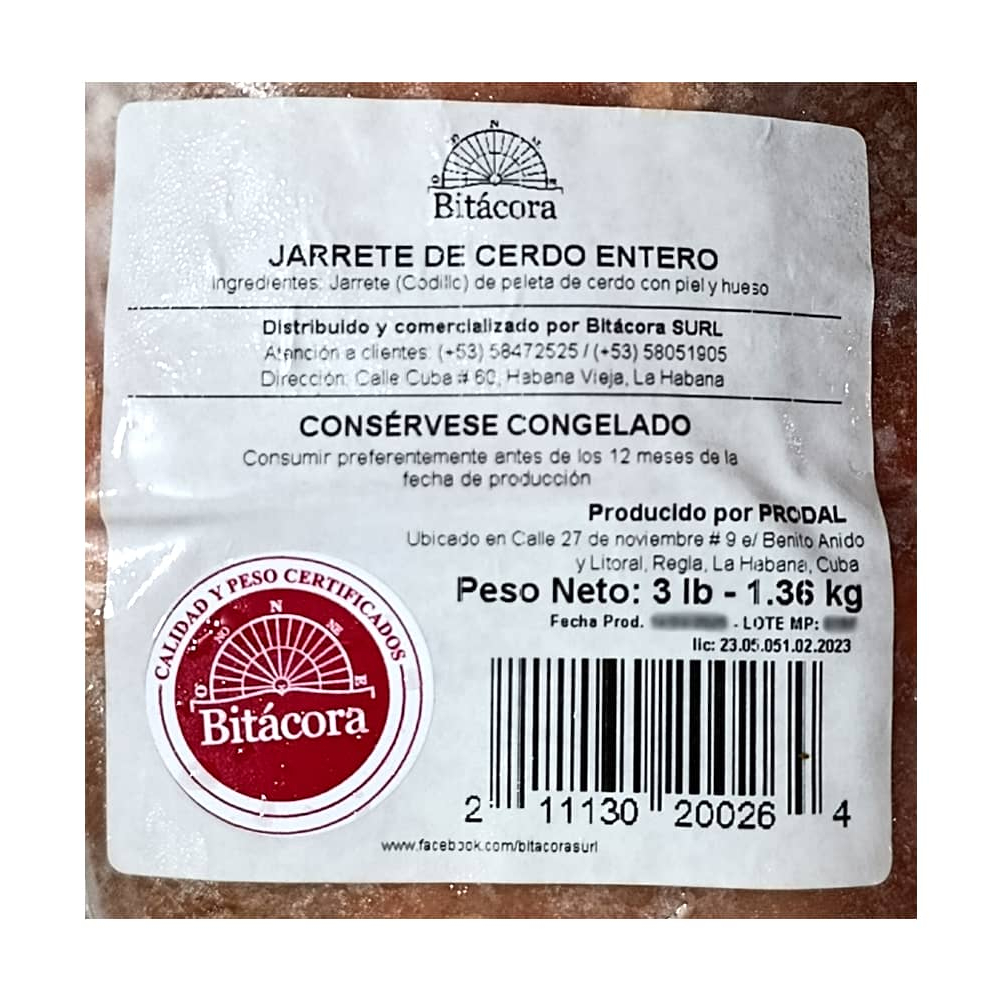 N
NO
NE
O
E
Bitácora
JARRETE DE CERDO ENTERO
Ingredientes: Jarrete (Codillo) de paleta de cerdo con piel y hueso
Distribuido y comercializado por Bitácora SURL
Atención a clientes: (+53) 58472525 / (+53) 58051905
Dirección: Calle Cuba # 60, Habana Vieja, La Habana
CONSÉRVESE CONGELADO
Consumir preferentemente antes de los 12 meses de la
fecha de producción
Producido por PRODAL
Ubicado en Calle 27 de noviembre # 9 e/ Benito Anido
y Litoral, Regla, La Habana, Cuba
Peso Neto: 3 lb - 1.36 kg
Fecha Prod. - LOTE MP:
lic: 23.05.051.02.2023
CALIDAD Y PESO CERTIFICADOS
N
NO
NE
O
E
Bitácora
2 11130 20026 4
www.facebook.com/bitacorasurl